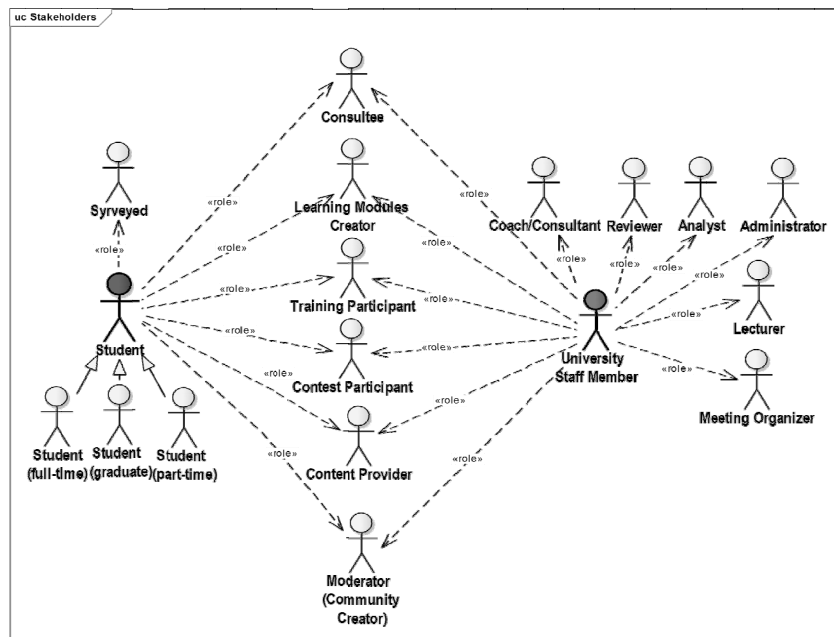 uc Stakeholders
Consultee
Syrveyed
Learning Modules
Creator
Coach/Consultant
Reviewer
Analyst
Administrator
«role»
«role»
«role»
«role»
«role»
«role»
«role»
«role»
«role»
Training Participant
«role»
«role»
Lecturer
Student
«role»
«role»
University
Staff Member
Contest Participant
«role»
«role»
«role»
Meeting Organizer
Student
(full-time)
Student
(graduate)
Student
(part-time)
Content Provider
«role»
«role»
Moderator
(Community
Creator)